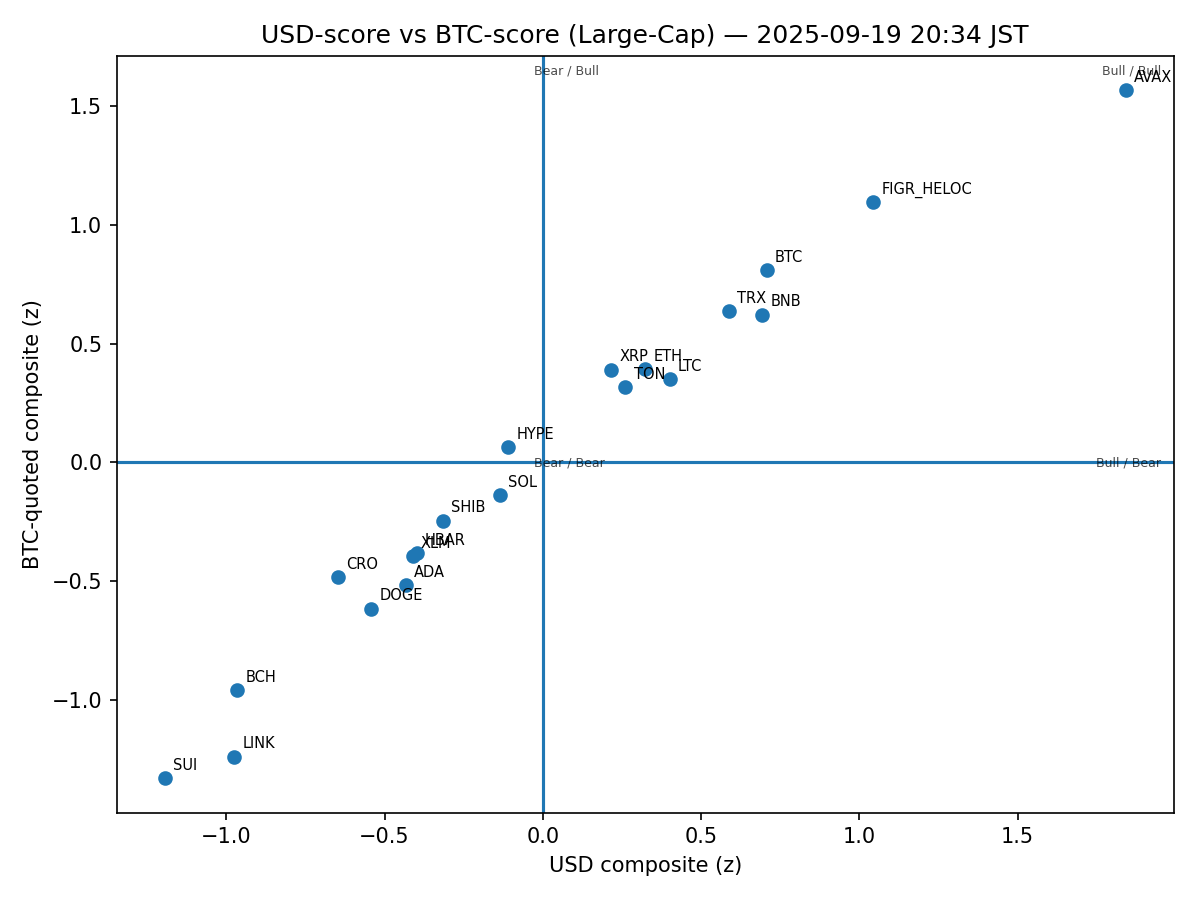 USD-score vs BTC-score (Large-Cap) — 2025-09-19 20:34 JST
Bear / Bull
Bull / Bull
AVAX
1.5
FIGR_HELOC
1.0
BTC
TRX
BNB
0.5
XRP
ETH
LTC
TON
HYPE
0.0
Bear / Bear
Bull / Bear
SOL
SHIB
HBAR
XLM
CRO
ADA
−0.5
DOGE
BCH
−1.0
LINK
SUI
−1.0
−0.5
0.0
0.5
1.0
1.5
USD composite (z)
BTC-quoted composite (z)